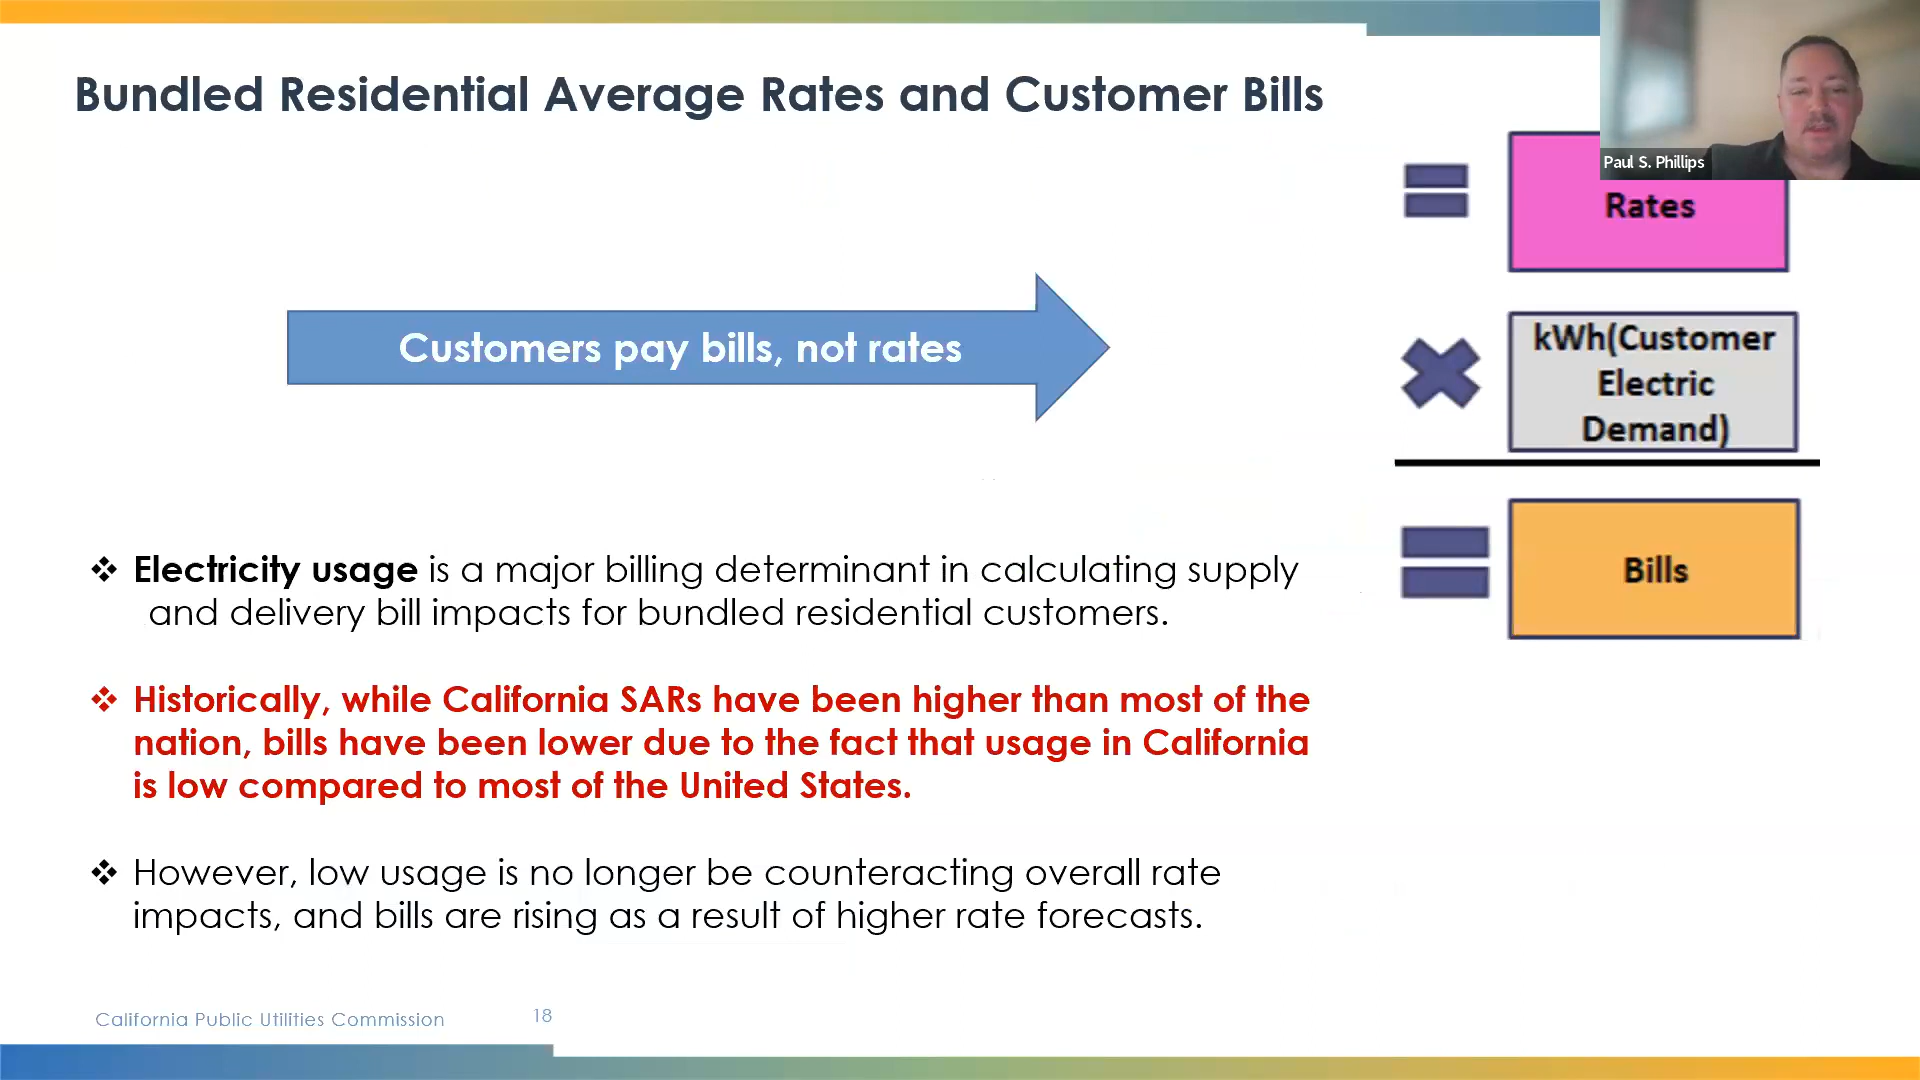 Bundled Residential Average Rates and Customer Bills
Paul S. Phillips
Rates
Customers pay bills, not rates
kWh(Customer
Electric
Demand)
Bills
❖ Electricity usage is a major billing determinant in calculating supply
and delivery bill impacts for bundled residential customers.
❖ Historically, while California SARs have been higher than most of the
nation, bills have been lower due to the fact that usage in California
is low compared to most of the United States.
❖ However, low usage is no longer be counteracting overall rate
impacts, and bills are rising as a result of higher rate forecasts.
California Public Utilities Commission
18